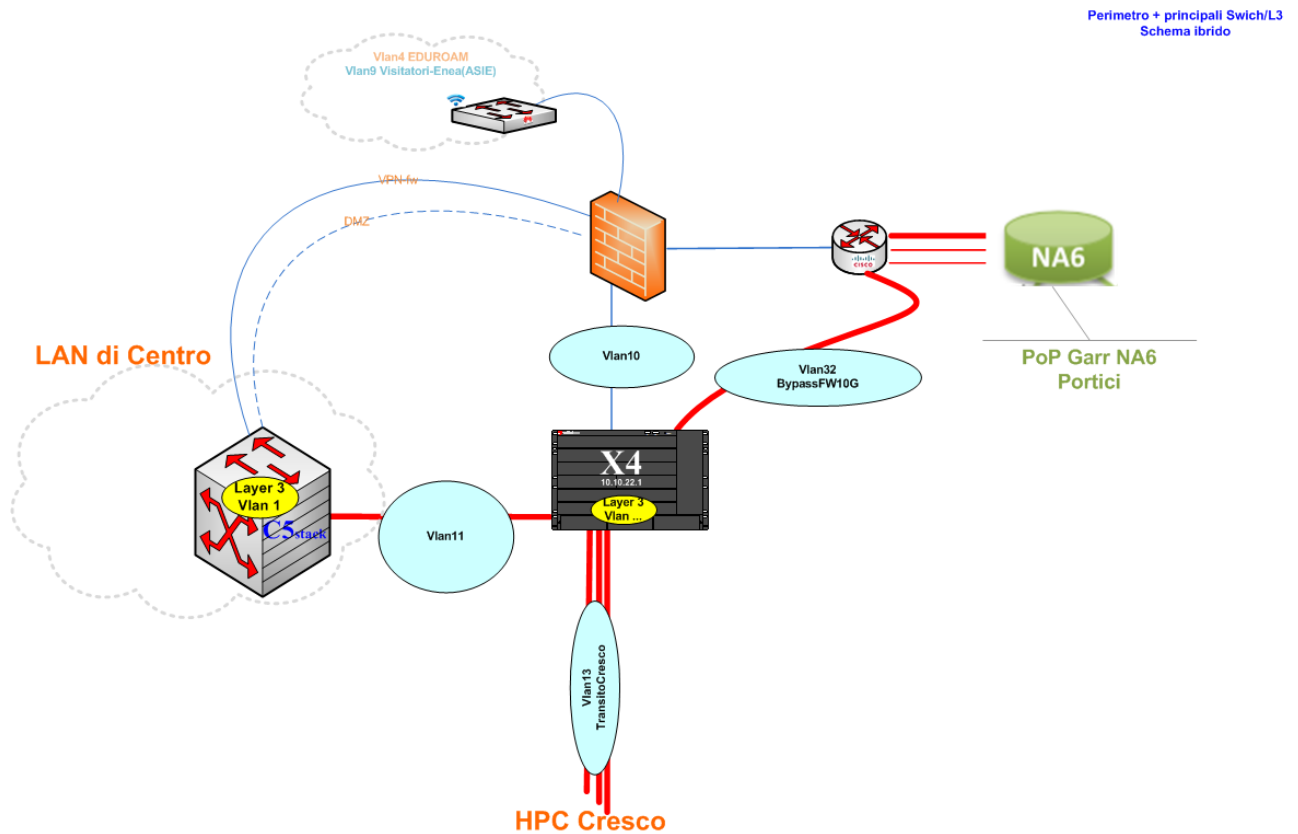 Perimetro + principali Swich/L3
Schema ibrido
Vlan4 EDUROAM
Vlan9 Visitatori-Enea(ASIE)
VPN-fw
DMZ
CISCO
NA6
PoP Garr NA6
Portici
LAN di Centro
Vlan10
Vlan32
BypassFW10G
X4
10.10.22.1
Layer 3
Vlan ...
Layer 3
Vlan 1
C5stack
Vlan11
Vlan13
TransitoCresco
HPC Cresco